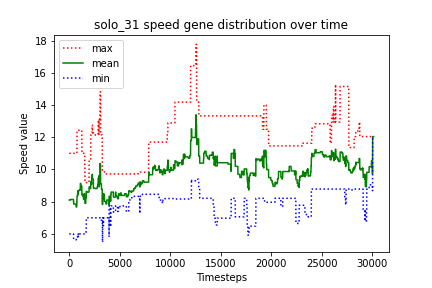 solo_31 speed gene distribution over time
max
mean
min
Speed value
18
16
14
12
10
8
6
0
5000
10000
15000
20000
25000
30000
Timesteps